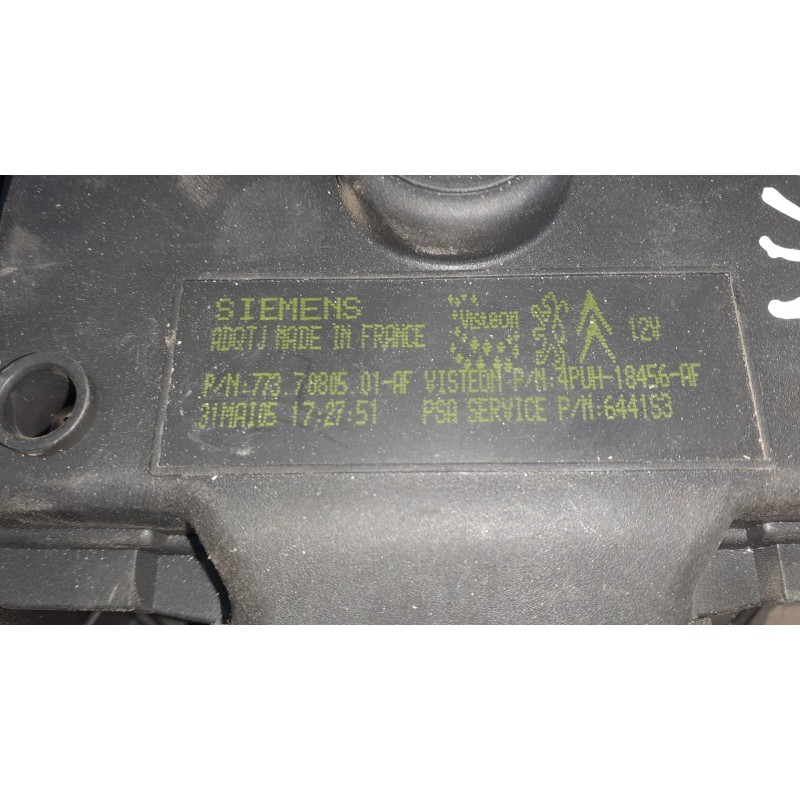 SIEMENS
ADQTJ MADE IN FRANCE Visteon 12V
P/N:773.78805.01-AF VISTEON P/N:4PUH-18456-AF
31MAI05 17:27:51 PSA SERVICE P/N:6441S3